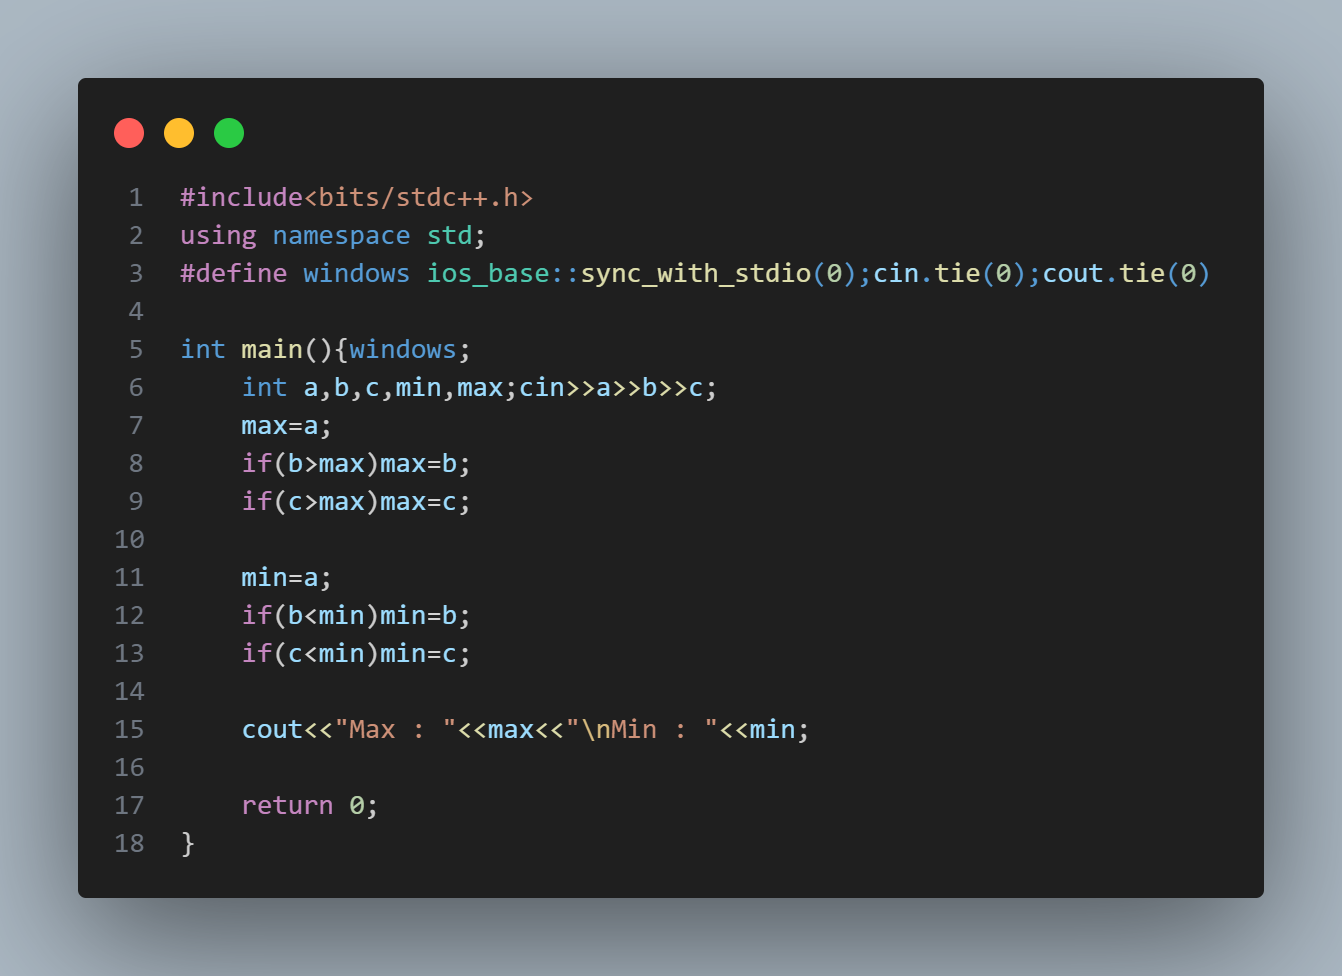 1 #include<bits/stdc++.h>
2 using namespace std;
3 #define windows ios_base::sync_with_stdio(0);cin.tie(0);cout.tie(0)
4
5 int main(){windows;
6     int a,b,c,min,max;cin>>a>>b>>c;
7     max=a;
8     if(b>max)max=b;
9     if(c>max)max=c;
10
11     min=a;
12     if(b<min)min=b;
13     if(c<min)min=c;
14
15     cout<<"Max : "<<max<<"\nMin : "<<min;
16
17     return 0;
18 }